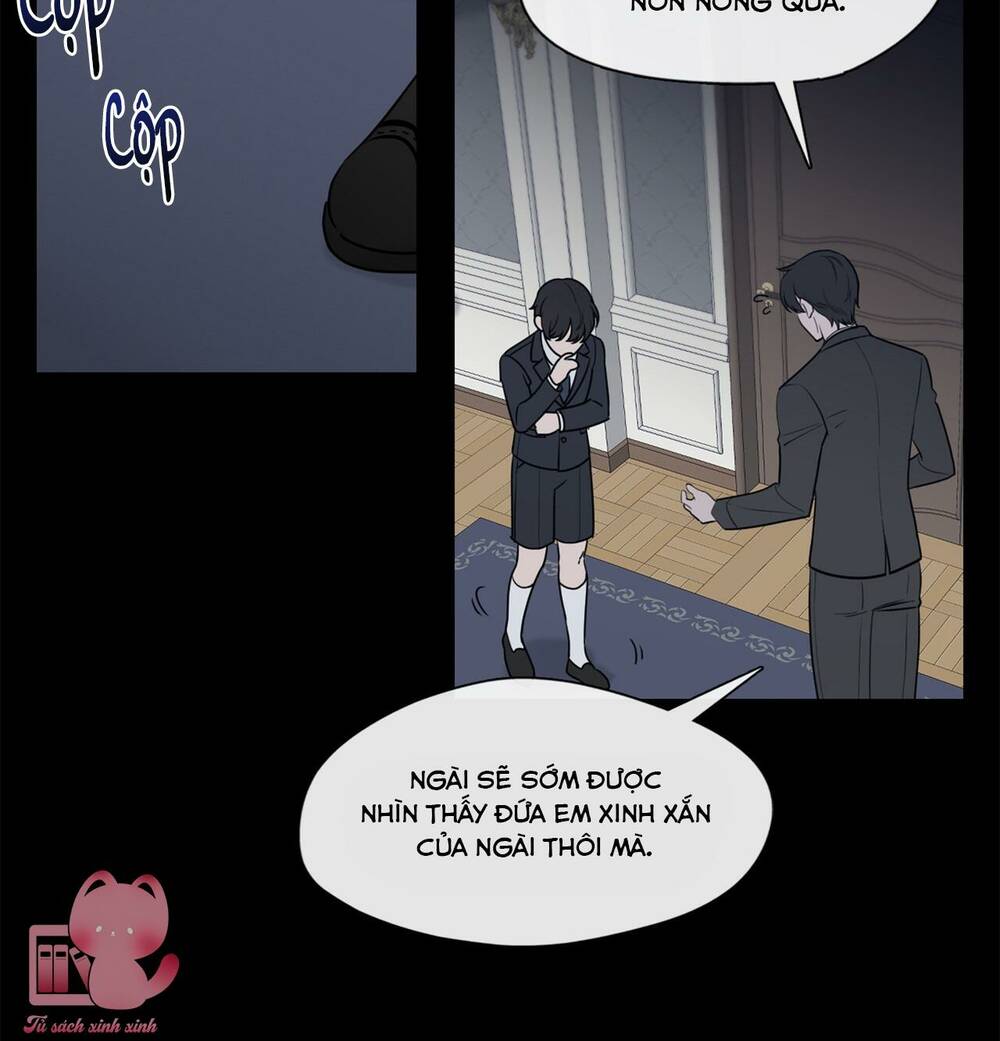 Cộp
Cộp
NÔN NÓNG QUÁ.
NGÀI SẼ SỚM ĐƯỢC
NHÌN THẤY ĐỨA EM XINH XẮN
CỦA NGÀI THÔI MÀ.
Tủ sách xinh xinh